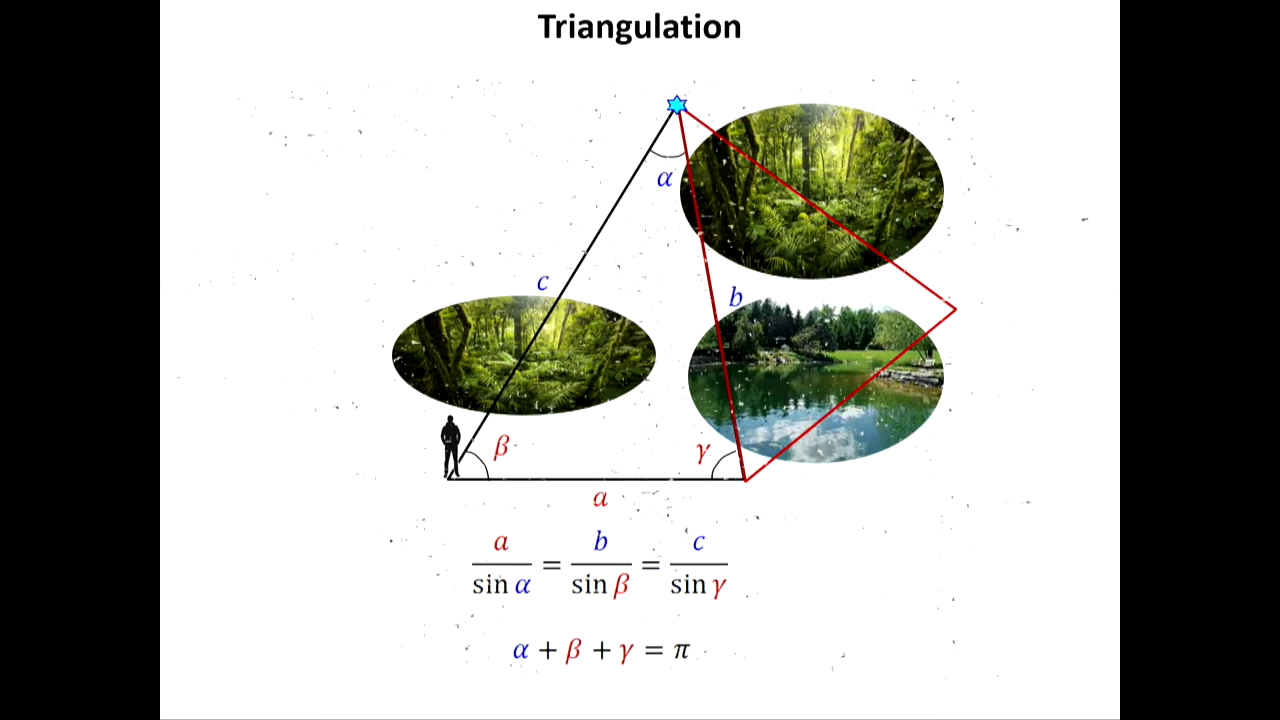 Triangulation
α
c
b
β
γ
a
a/sin α = b/sin β = c/sin γ
α + β + γ = π